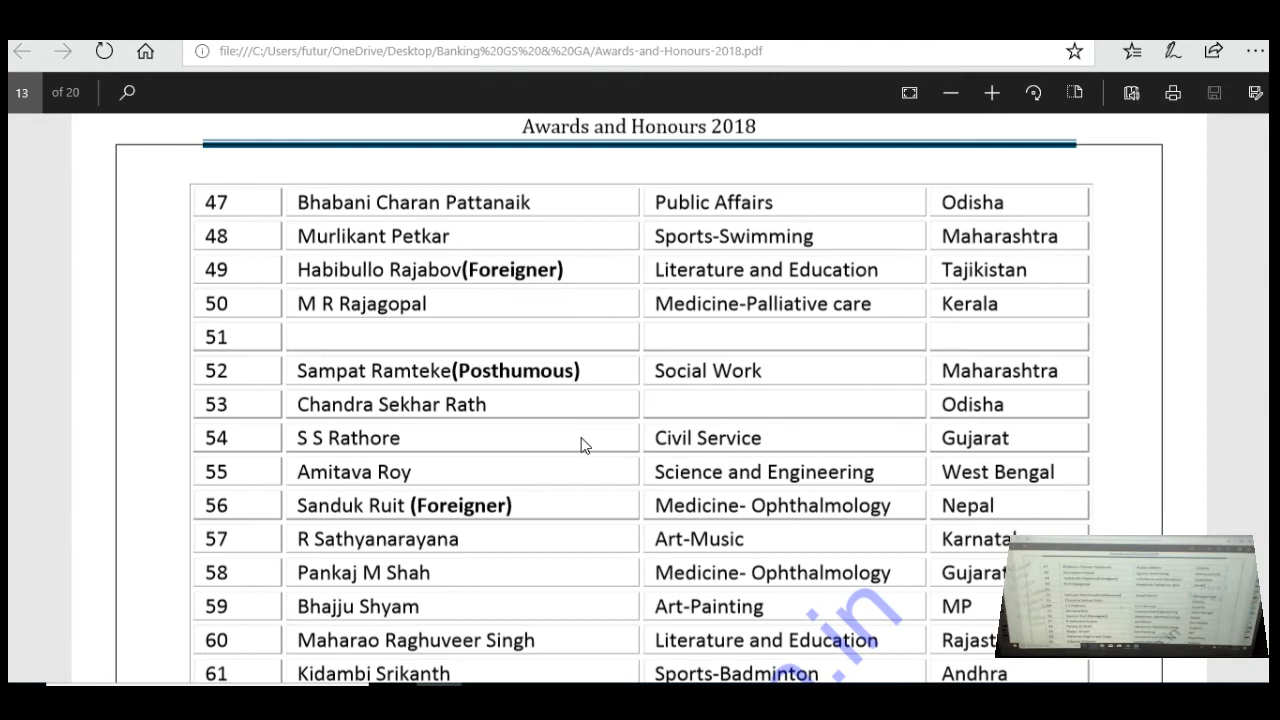 file:///C:/Users/futur/OneDrive/Desktop/Banking%20GS%20&%20GA/Awards-and-Honours-2018.pdf
13 of 20
Awards and Honours 2018
47 Bhabani Charan Pattanaik Public Affairs Odisha
48 Murlikant Petkar Sports-Swimming Maharashtra
49 Habibullo Rajabov(Foreigner) Literature and Education Tajikistan
50 M R Rajagopal Medicine-Palliative care Kerala
51
52 Sampat Ramteke(Posthumous) Social Work Maharashtra
53 Chandra Sekhar Rath Odisha
54 S S Rathore Civil Service Gujarat
55 Amitava Roy Science and Engineering West Bengal
56 Sanduk Ruit (Foreigner) Medicine- Ophthalmology Nepal
57 R Sathyanarayana Art-Music Karnatak
58 Pankaj M Shah Medicine- Ophthalmology Gujarat
59 Bhajju Shyam Art-Painting MP
60 Maharao Raghuveer Singh Literature and Education Rajast
61 Kidambi Srikanth Sports-Badminton Andhra
.in